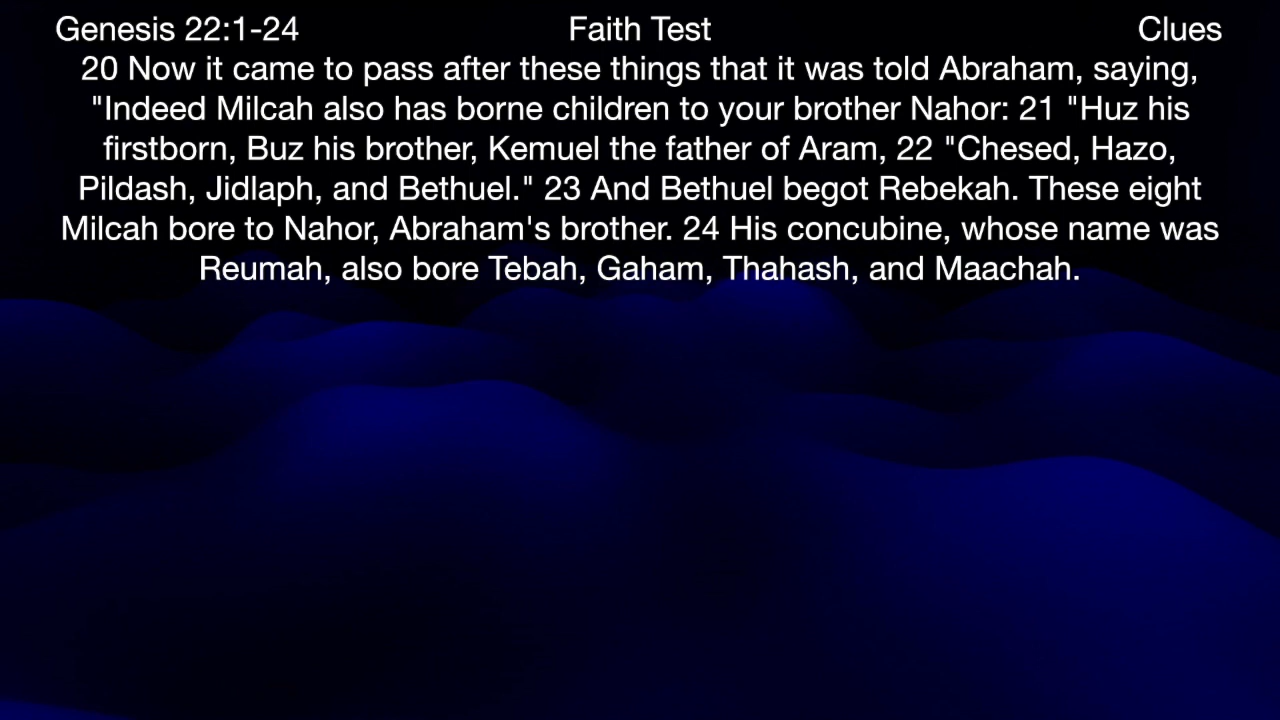 Genesis 22:1-24 Faith Test Clues
20 Now it came to pass after these things that it was told Abraham, saying,
"Indeed Milcah also has borne children to your brother Nahor: 21 "Huz his
firstborn, Buz his brother, Kemuel the father of Aram, 22 "Chesed, Hazo,
Pildash, Jidlaph, and Bethuel." 23 And Bethuel begot Rebekah. These eight
Milcah bore to Nahor, Abraham's brother. 24 His concubine, whose name was
Reumah, also bore Tebah, Gaham, Thahash, and Maachah.